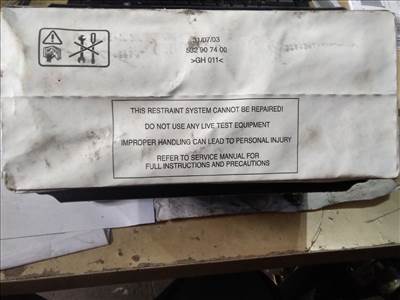 31/07/03
592 90 74 00
>GH 011<
THIS RESTRAINT SYSTEM CANNOT BE REPAIRED!
DO NOT USE ANY LIVE TEST EQUIPMENT
IMPROPER HANDLING CAN LEAD TO PERSONAL INJURY
REFER TO SERVICE MANUAL FOR
FULL INSTRUCTIONS AND PRECAUTIONS